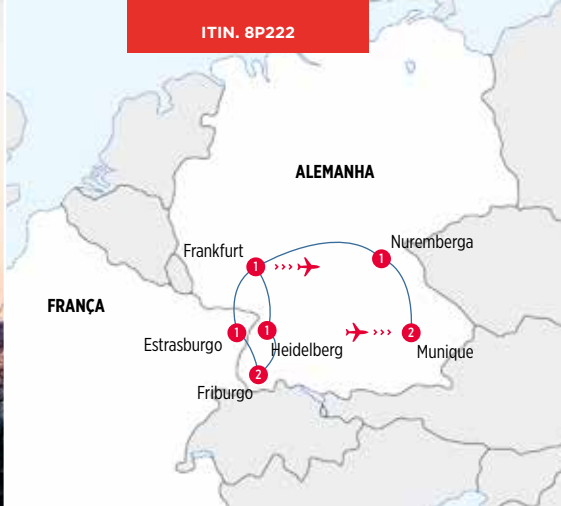 ITIN. 8P222
ALEMANHA
Nuremberga
Frankfurt
1
1
FRANÇA
Estrasburgo
1
1
Heidelberg
2
Munique
2
Friburgo